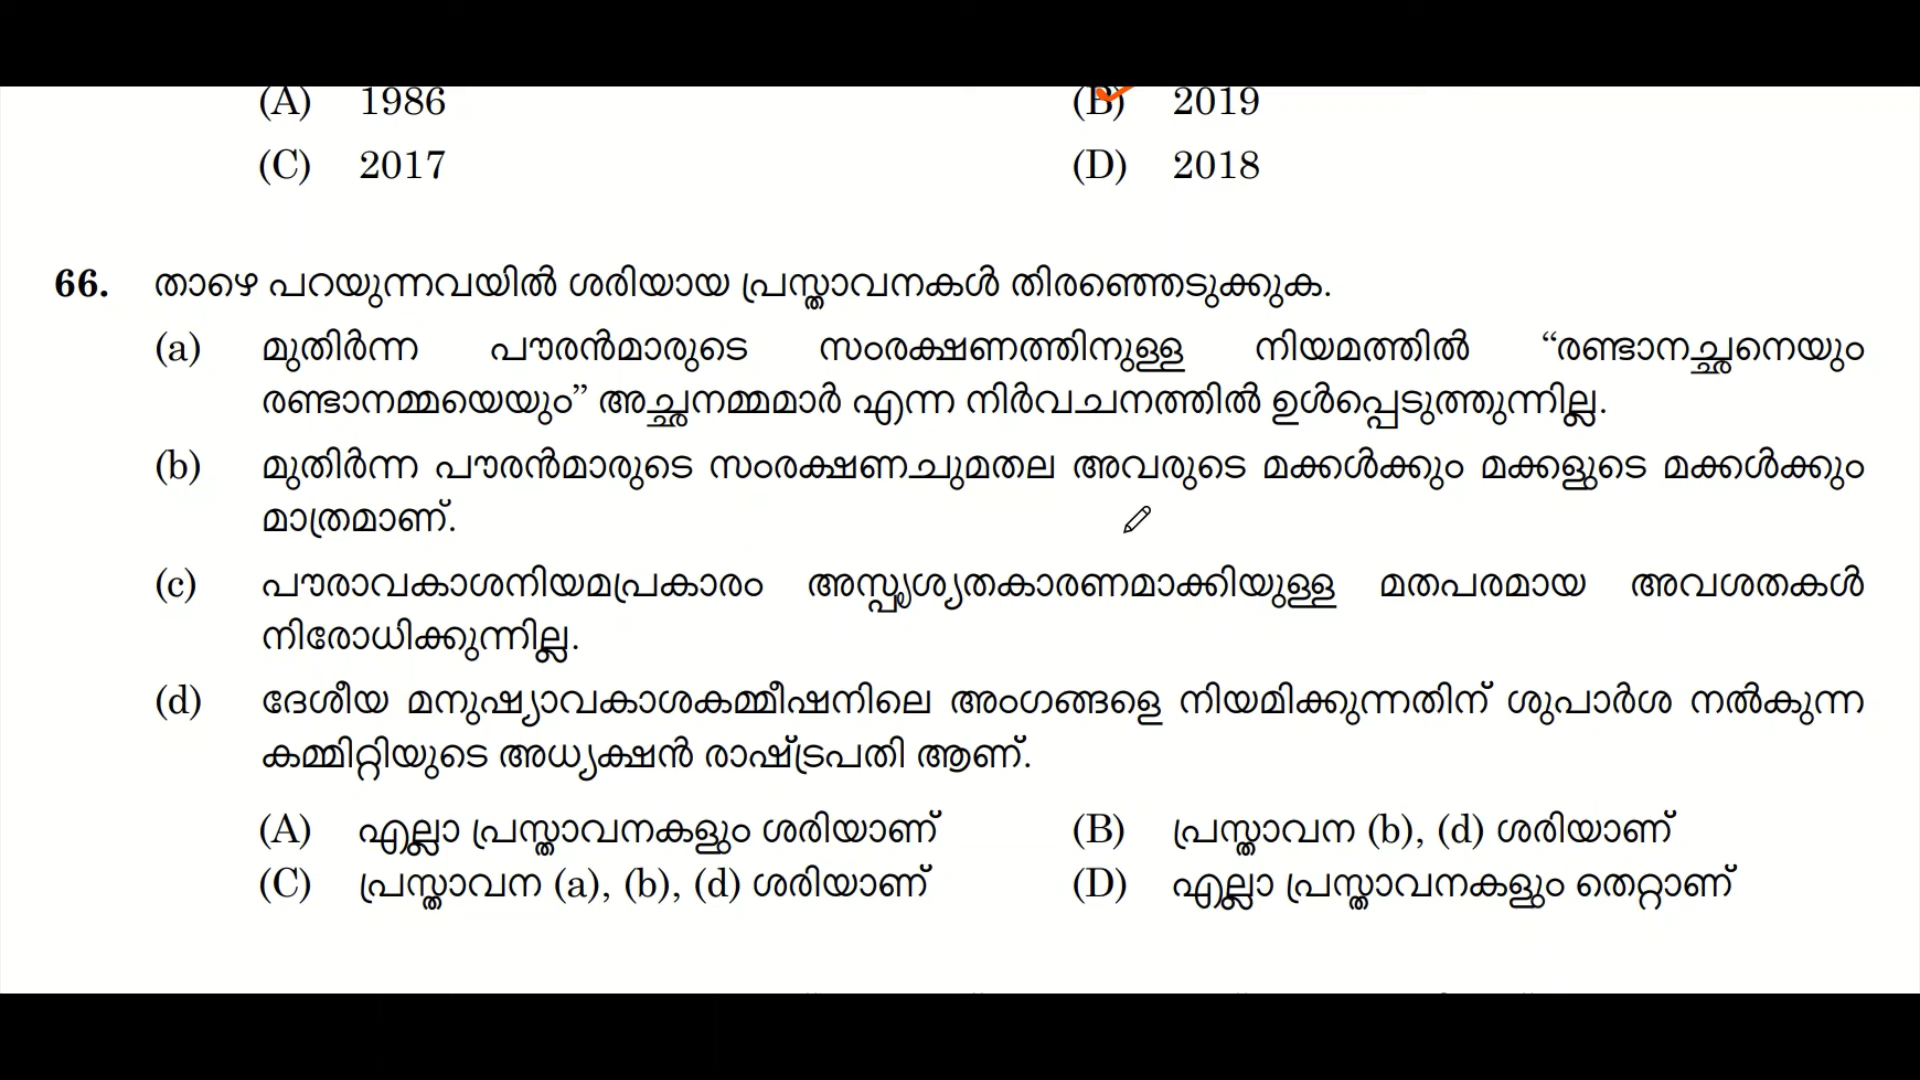 (A) 1986 (B) 2019
(C) 2017 (D) 2018
66. താഴെ പറയുന്നവയിൽ ശരിയായ പ്രസ്താവനകൾ തിരഞ്ഞെടുക്കുക.
(a) മുതിർന്ന പൗരൻമാരുടെ സംരക്ഷണത്തിനുള്ള നിയമത്തിൽ “രണ്ടാനച്ഛനെയും
രണ്ടാനമ്മയെയും” അച്ഛനമ്മമാർ എന്ന നിർവചനത്തിൽ ഉൾപ്പെടുത്തുന്നില്ല.
(b) മുതിർന്ന പൗരൻമാരുടെ സംരക്ഷണചുമതല അവരുടെ മക്കൾക്കും മക്കളുടെ മക്കൾക്കും
മാത്രമാണ്.
(c) പൗരാവകാശനിയമപ്രകാരം അസ്പൃശ്യതകാരണമാക്കിയുള്ള മതപരമായ അവശതകൾ
നിരോധിക്കുന്നില്ല.
(d) ദേശീയ മനുഷ്യാവകാശകമ്മീഷനിലെ അംഗങ്ങളെ നിയമിക്കുന്നതിന് ശുപാർശ നൽകുന്ന
കമ്മിറ്റിയുടെ അധ്യക്ഷൻ രാഷ്ട്രപതി ആണ്.
(A) എല്ലാ പ്രസ്താവനകളും ശരിയാണ് (B) പ്രസ്താവന (b), (d) ശരിയാണ്
(C) പ്രസ്താവന (a), (b), (d) ശരിയാണ് (D) എല്ലാ പ്രസ്താവനകളും തെറ്റാണ്